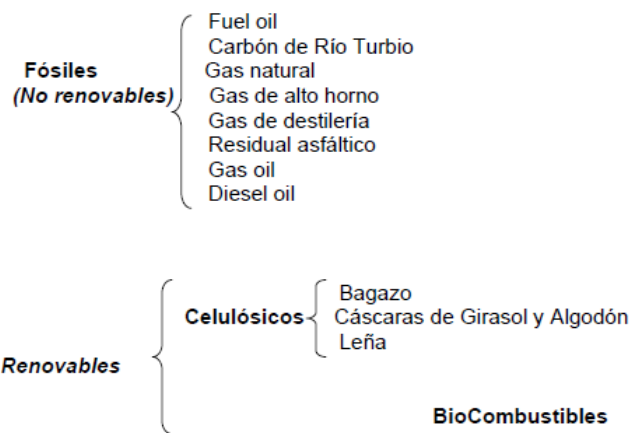 Fuel oil
Carbón de Río Turbio
Fósiles
Gas natural
(No renovables)
Gas de alto horno
Gas de destilería
Residual asfáltico
Gas oil
Diesel oil
Bagazo
Celulósicos
Cáscaras de Girasol y Algodón
Leña
Renovables
BioCombustibles